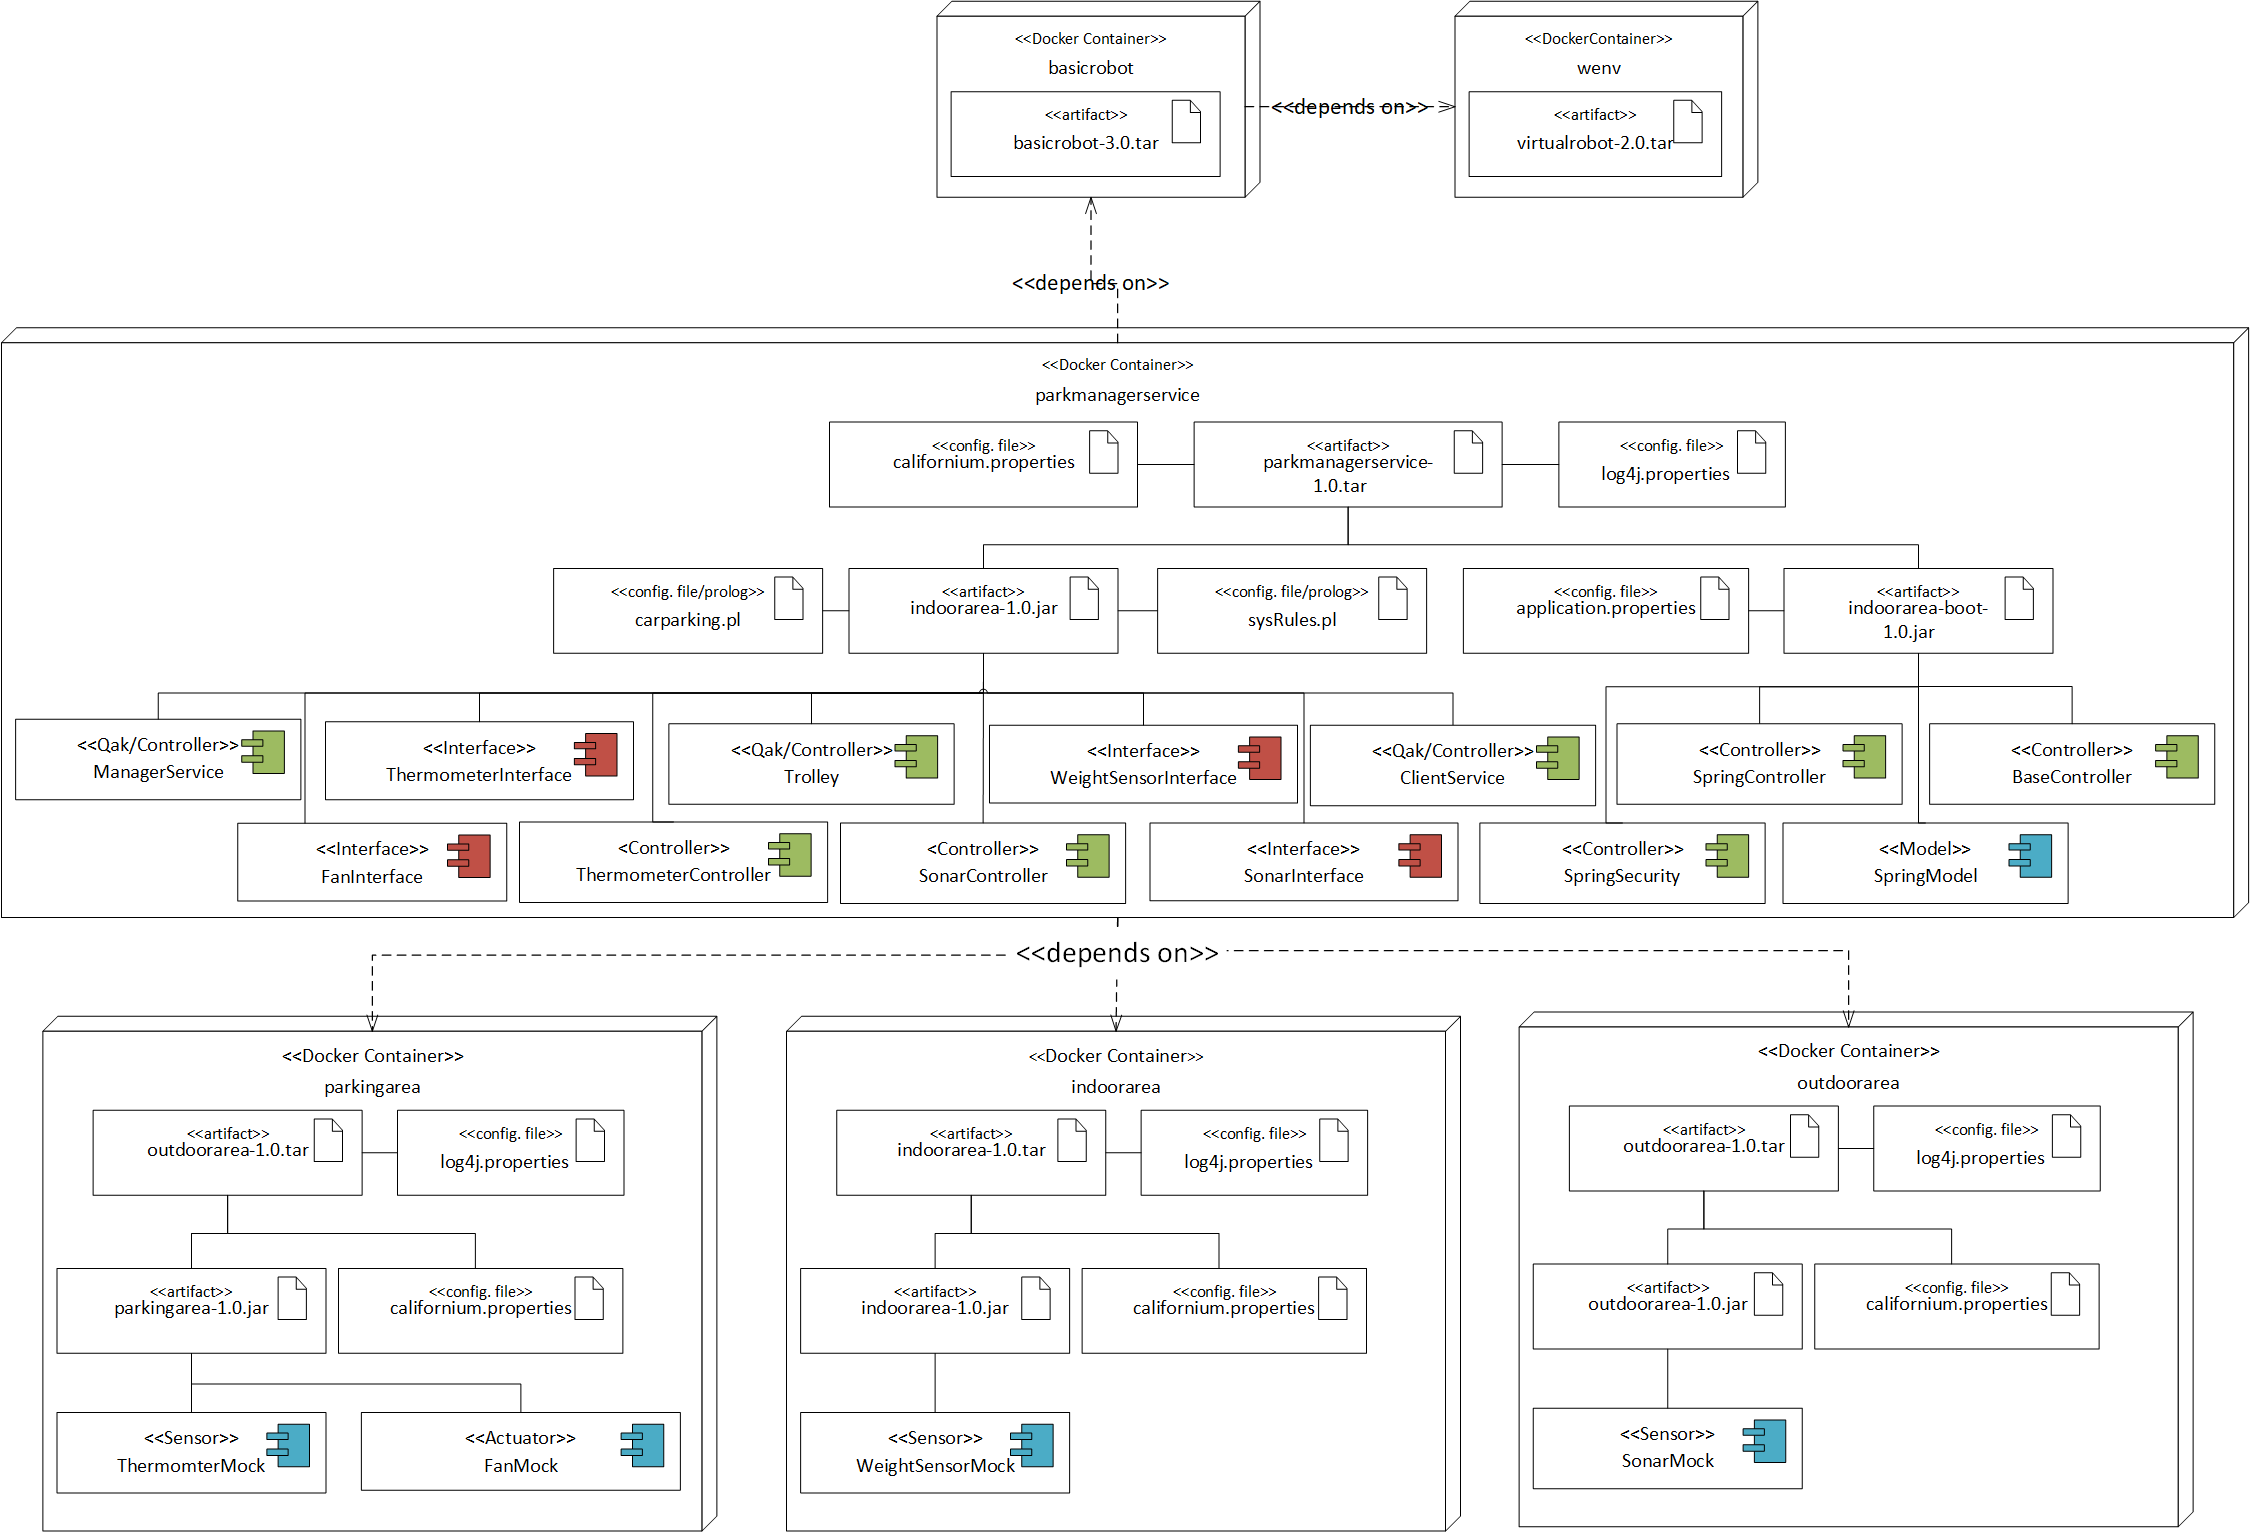 <<Docker Container>>
basicrobot
<<artifact>>
basicrobot-3.0.tar
<<depends on>>
<<DockerContainer>>
wenv
<<artifact>>
virtualrobot-2.0.tar
<<depends on>>
<<Docker Container>>
parkmanagerservice
<<config. file>>
californium.properties
<<artifact>>
parkmanagerservice-
1.0.tar
<<config. file>>
log4j.properties
<<config. file/prolog>>
carparking.pl
<<artifact>>
indoorarea-1.0.jar
<<config. file/prolog>>
sysRules.pl
<<config. file>>
application.properties
<<artifact>>
indoorarea-boot-
1.0.jar
<<Qak/Controller>>
ManagerService
<<Interface>>
ThermometerInterface
<<Qak/Controller>>
Trolley
<<Interface>>
WeightSensorInterface
<<Qak/Controller>>
ClientService
<<Controller>>
SpringController
<<Controller>>
BaseController
<<Interface>>
FanInterface
<Controller>>
ThermometerController
<Controller>>
SonarController
<<Interface>>
SonarInterface
<<Controller>>
SpringSecurity
<<Model>>
SpringModel
<<depends on>>
<<Docker Container>>
parkingarea
<<artifact>>
outdoorarea-1.0.tar
<<config. file>>
log4j.properties
<<artifact>>
parkingarea-1.0.jar
<<config. file>>
californium.properties
<<Sensor>>
ThermomterMock
<<Actuator>>
FanMock
<<Docker Container>>
indoorarea
<<artifact>>
indoorarea-1.0.tar
<<config. file>>
log4j.properties
<<artifact>>
indoorarea-1.0.jar
<<config. file>>
californium.properties
<<Sensor>>
WeightSensorMock
<<Docker Container>>
outdoorarea
<<artifact>>
outdoorarea-1.0.tar
<<config. file>>
log4j.properties
<<artifact>>
outdoorarea-1.0.jar
<<config. file>>
californium.properties
<<Sensor>>
SonarMock